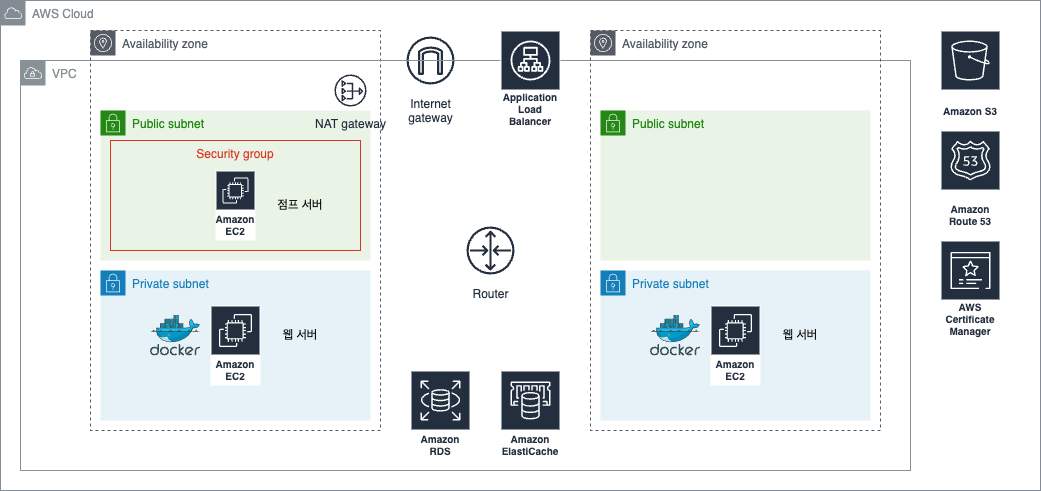 AWS Cloud
Availability zone
VPC
NAT gateway
Public subnet
Security group
Amazon
EC2
점프 서버
Private subnet
docker
Amazon
EC2
웹 서버
Internet
gateway
Application
Load
Balancer
Router
Amazon
RDS
Amazon
ElastiCache
Availability zone
Public subnet
Private subnet
docker
Amazon
EC2
웹 서버
Amazon S3
53
Amazon
Route 53
AWS
Certificate
Manager